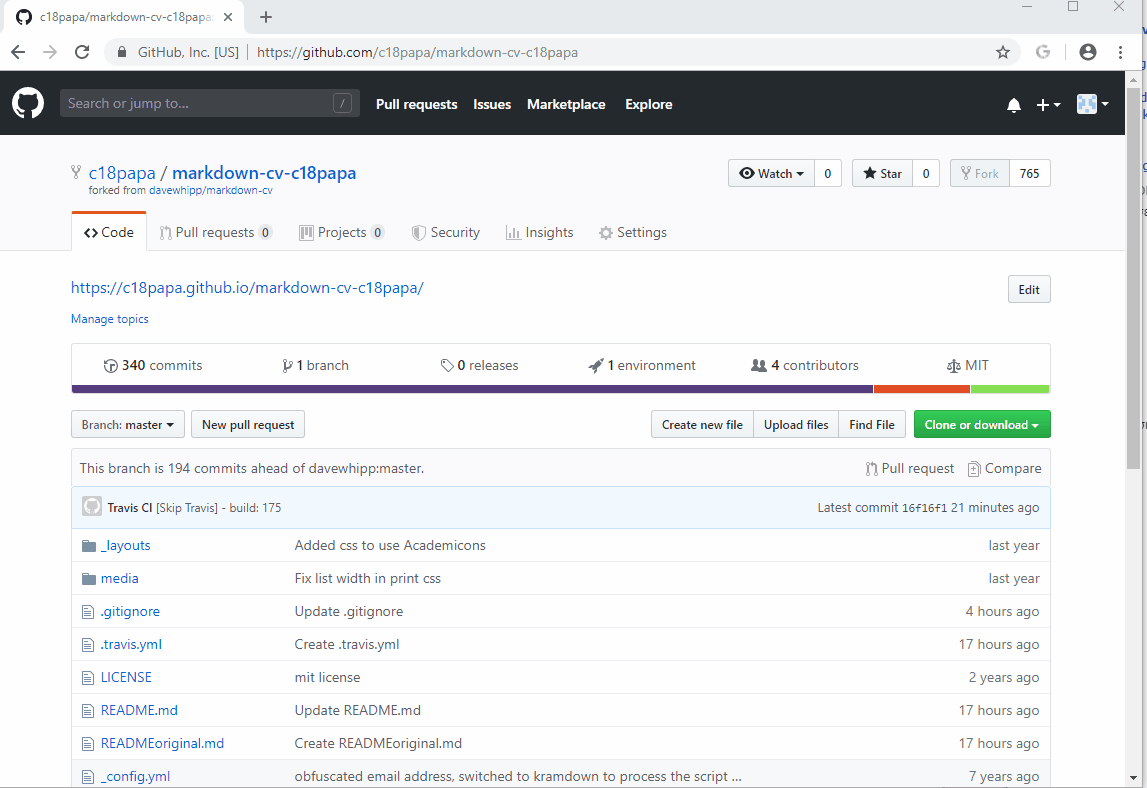 c18papa/markdown-cv-c18papa
GitHub, Inc. [US] https://github.com/c18papa/markdown-cv-c18papa
Search or jump to... / Pull requests Issues Marketplace Explore
c18papa / markdown-cv-c18papa Watch 0 Star 0 Fork 765
forked from davewhipp/markdown-cv
Code Pull requests 0 Projects 0 Security Insights Settings
https://c18papa.github.io/markdown-cv-c18papa/ Edit
Manage topics
340 commits 1 branch 0 releases 1 environment 4 contributors MIT
Branch: master New pull request Create new file Upload files Find File Clone or download
This branch is 194 commits ahead of davewhipp:master. Pull request Compare
Travis CI [Skip Travis] - build: 175 Latest commit 16f16f1 21 minutes ago
_layouts Added css to use Academicons last year
media Fix list width in print css last year
.gitignore Update .gitignore 4 hours ago
.travis.yml Create .travis.yml 17 hours ago
LICENSE mit license 2 years ago
README.md Update README.md 17 hours ago
READMEoriginal.md Create READMEoriginal.md 17 hours ago
_config.yml obfuscated email address, switched to kramdown to process the script ... 7 years ago